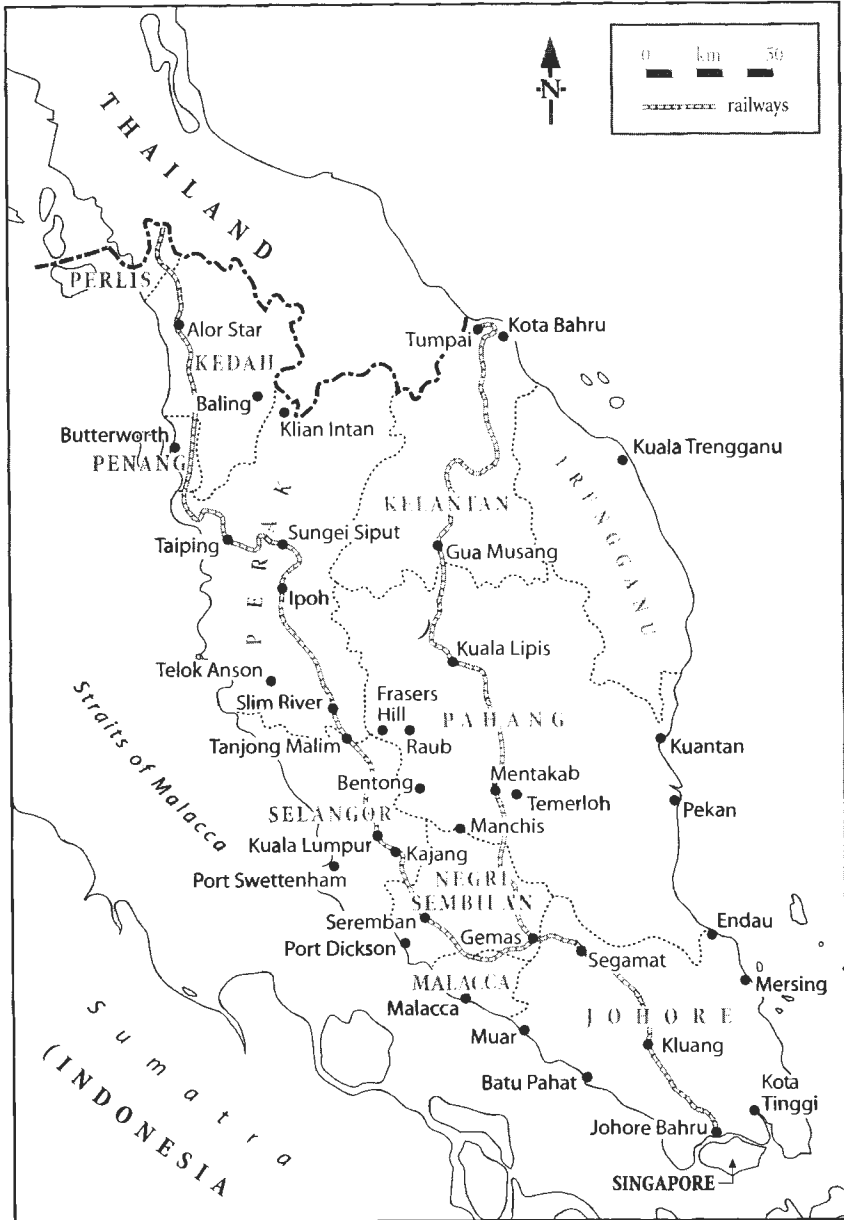 0 km 50
railways
N
THAILAND
PERLIS
Alor Star
KEDAH
Tumpai
Kota Bahru
Baling
Klian Intan
Butterworth
PENANG
Kuala Trengganu
KELANTAN
TRENGGANU
Taiping
Sungei Siput
Gua Musang
PERAK
Ipoh
Kuala Lipis
Telok Anson
Slim River
Frasers
Hill
Raub
PAHANG
Straits of Malacca
Tanjong Malim
Kuantan
Bentong
Mentakab
Temerloh
Pekan
SELANGOR
Manchis
Kuala Lumpur
Kajang
Port Swettenham
NEGRI
SEMBILAN
Seremban
Gemas
Endau
Port Dickson
Segamat
MALACCA
Mersing
Malacca
JOHORE
Muar
Kluang
Sumatra
(INDONESIA
Batu Pahat
Kota
Tinggi
Johore Bahru
SINGAPORE